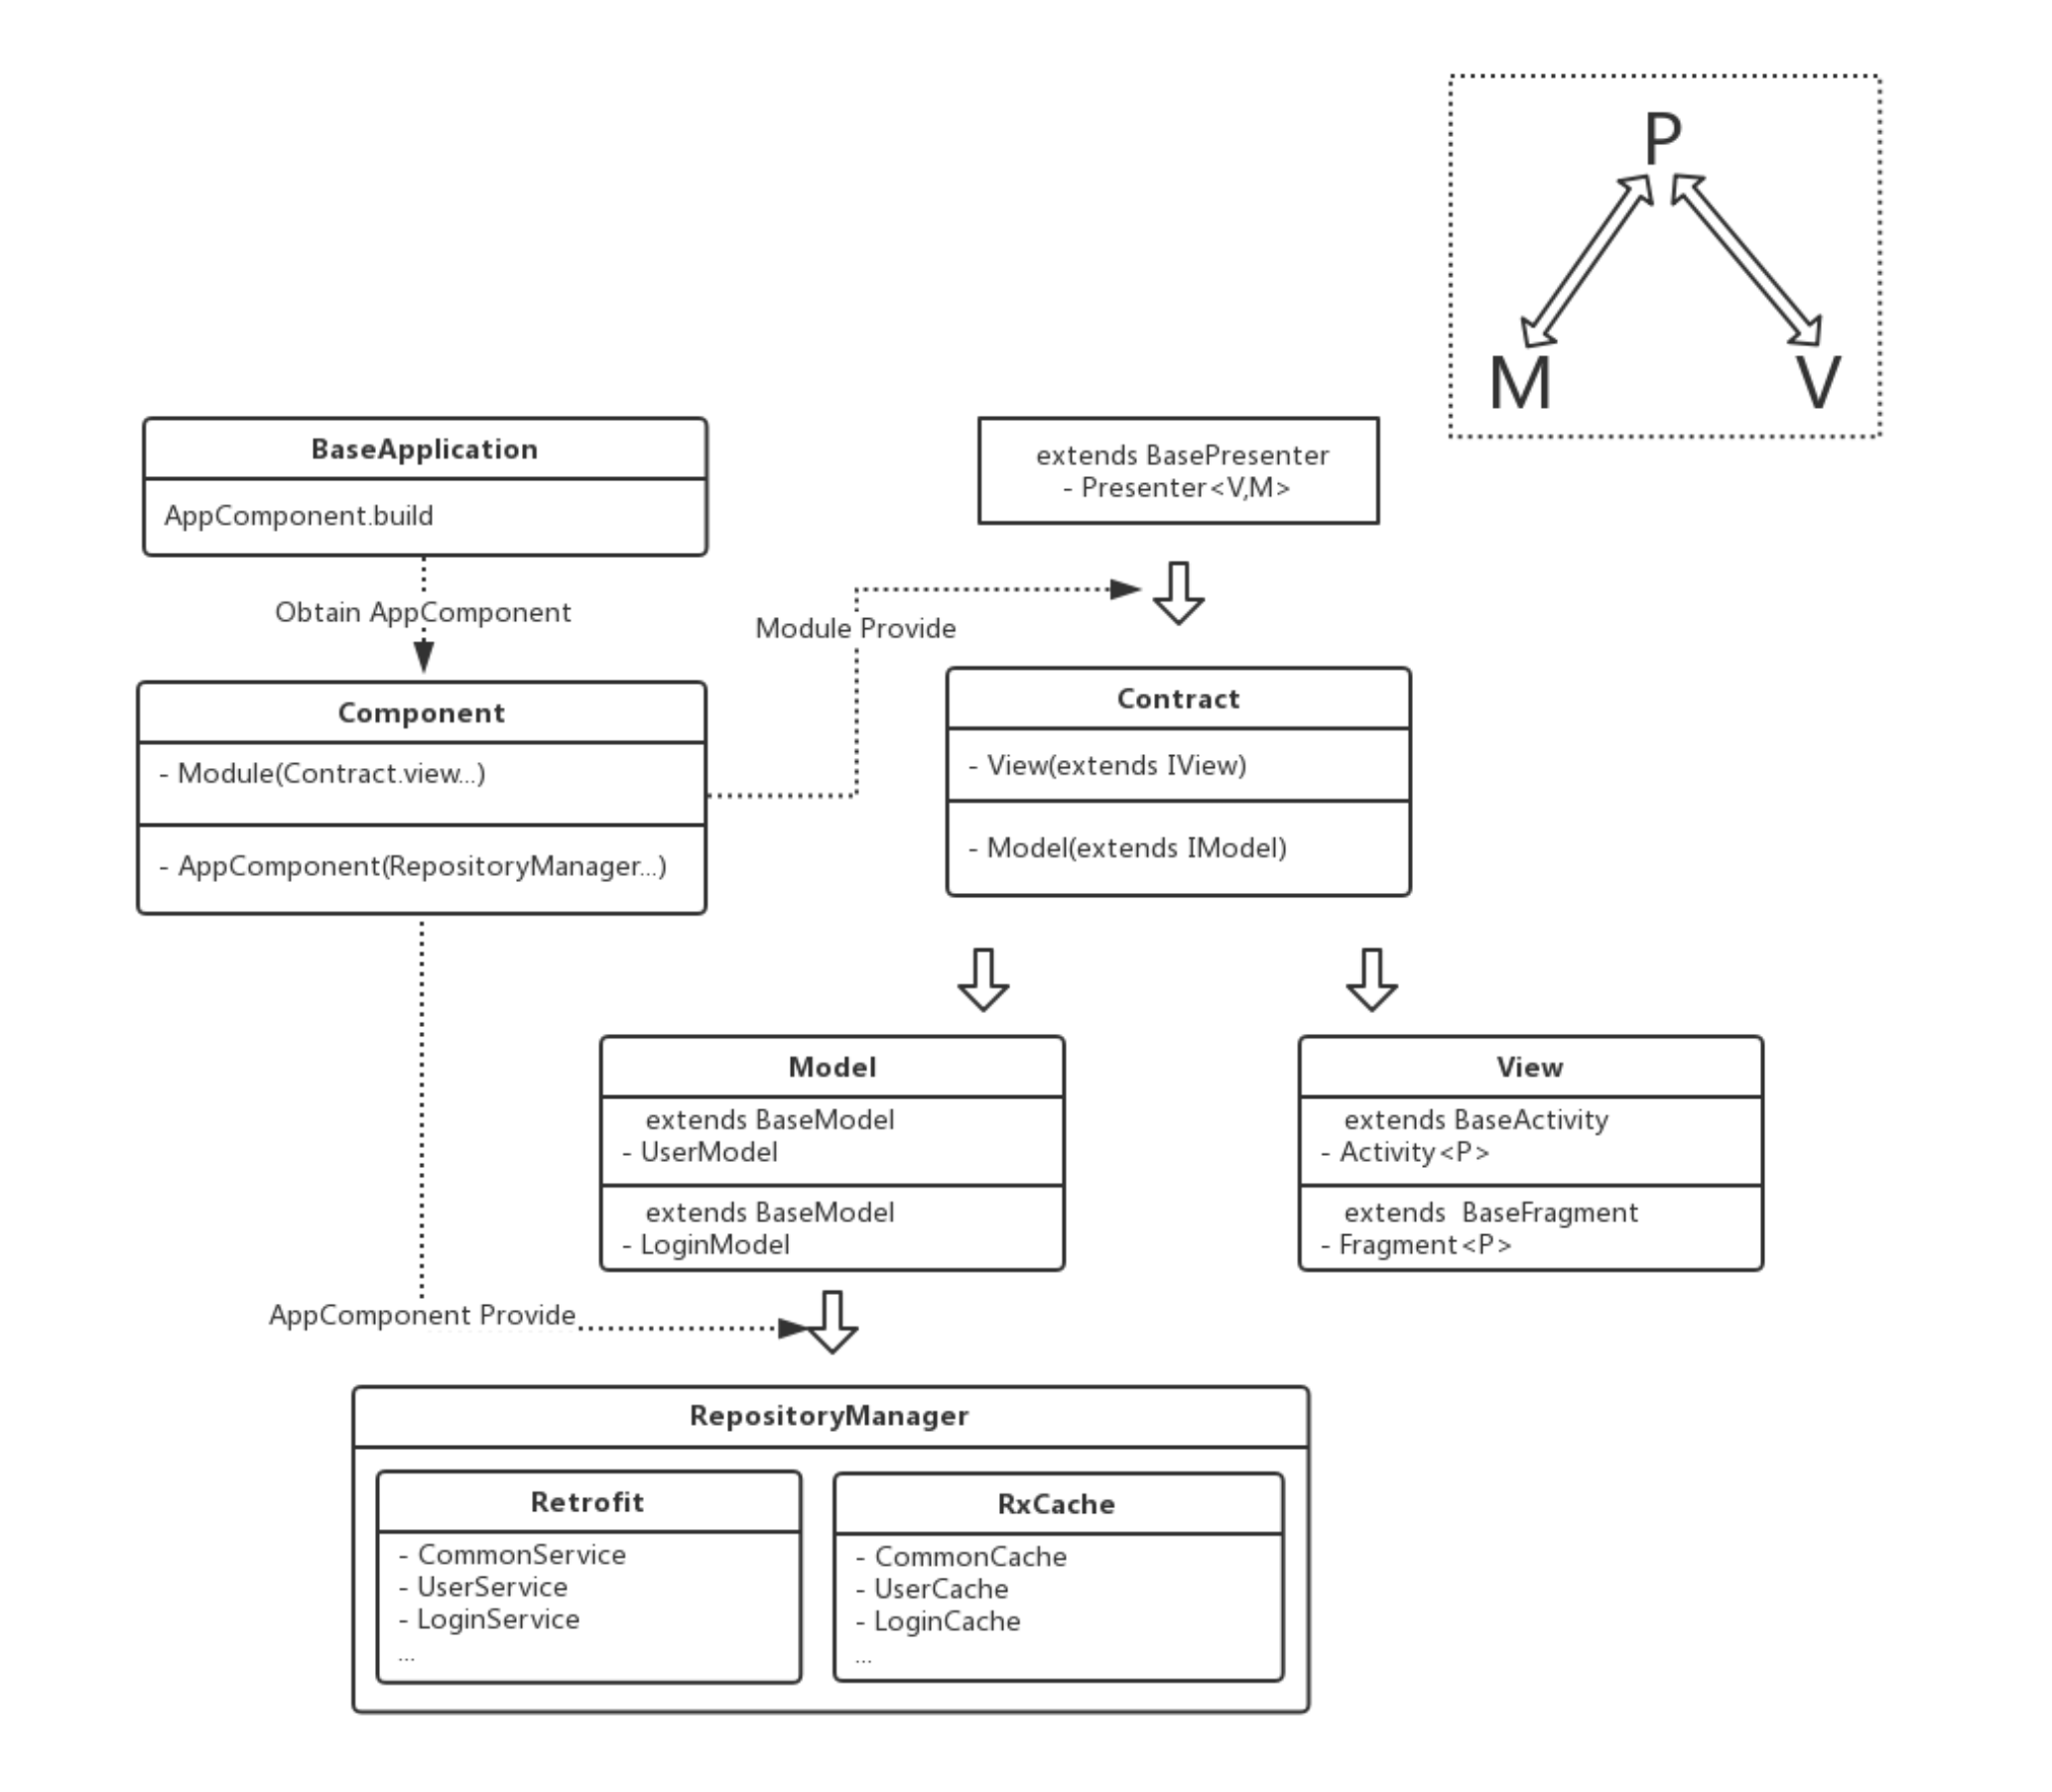 P
M
V
BaseApplication
AppComponent.build
extends BasePresenter
- Presenter<V,M>
Obtain AppComponent
Module Provide
Component
- Module(Contract.view...)
- AppComponent(RepositoryManager...)
Contract
- View(extends IView)
- Model(extends IModel)
Model
extends BaseModel
- UserModel
extends BaseModel
- LoginModel
View
extends BaseActivity
- Activity<P>
extends  BaseFragment
- Fragment<P>
AppComponent Provide
RepositoryManager
Retrofit
- CommonService
- UserService
- LoginService
...
RxCache
- CommonCache
- UserCache
- LoginCache
...